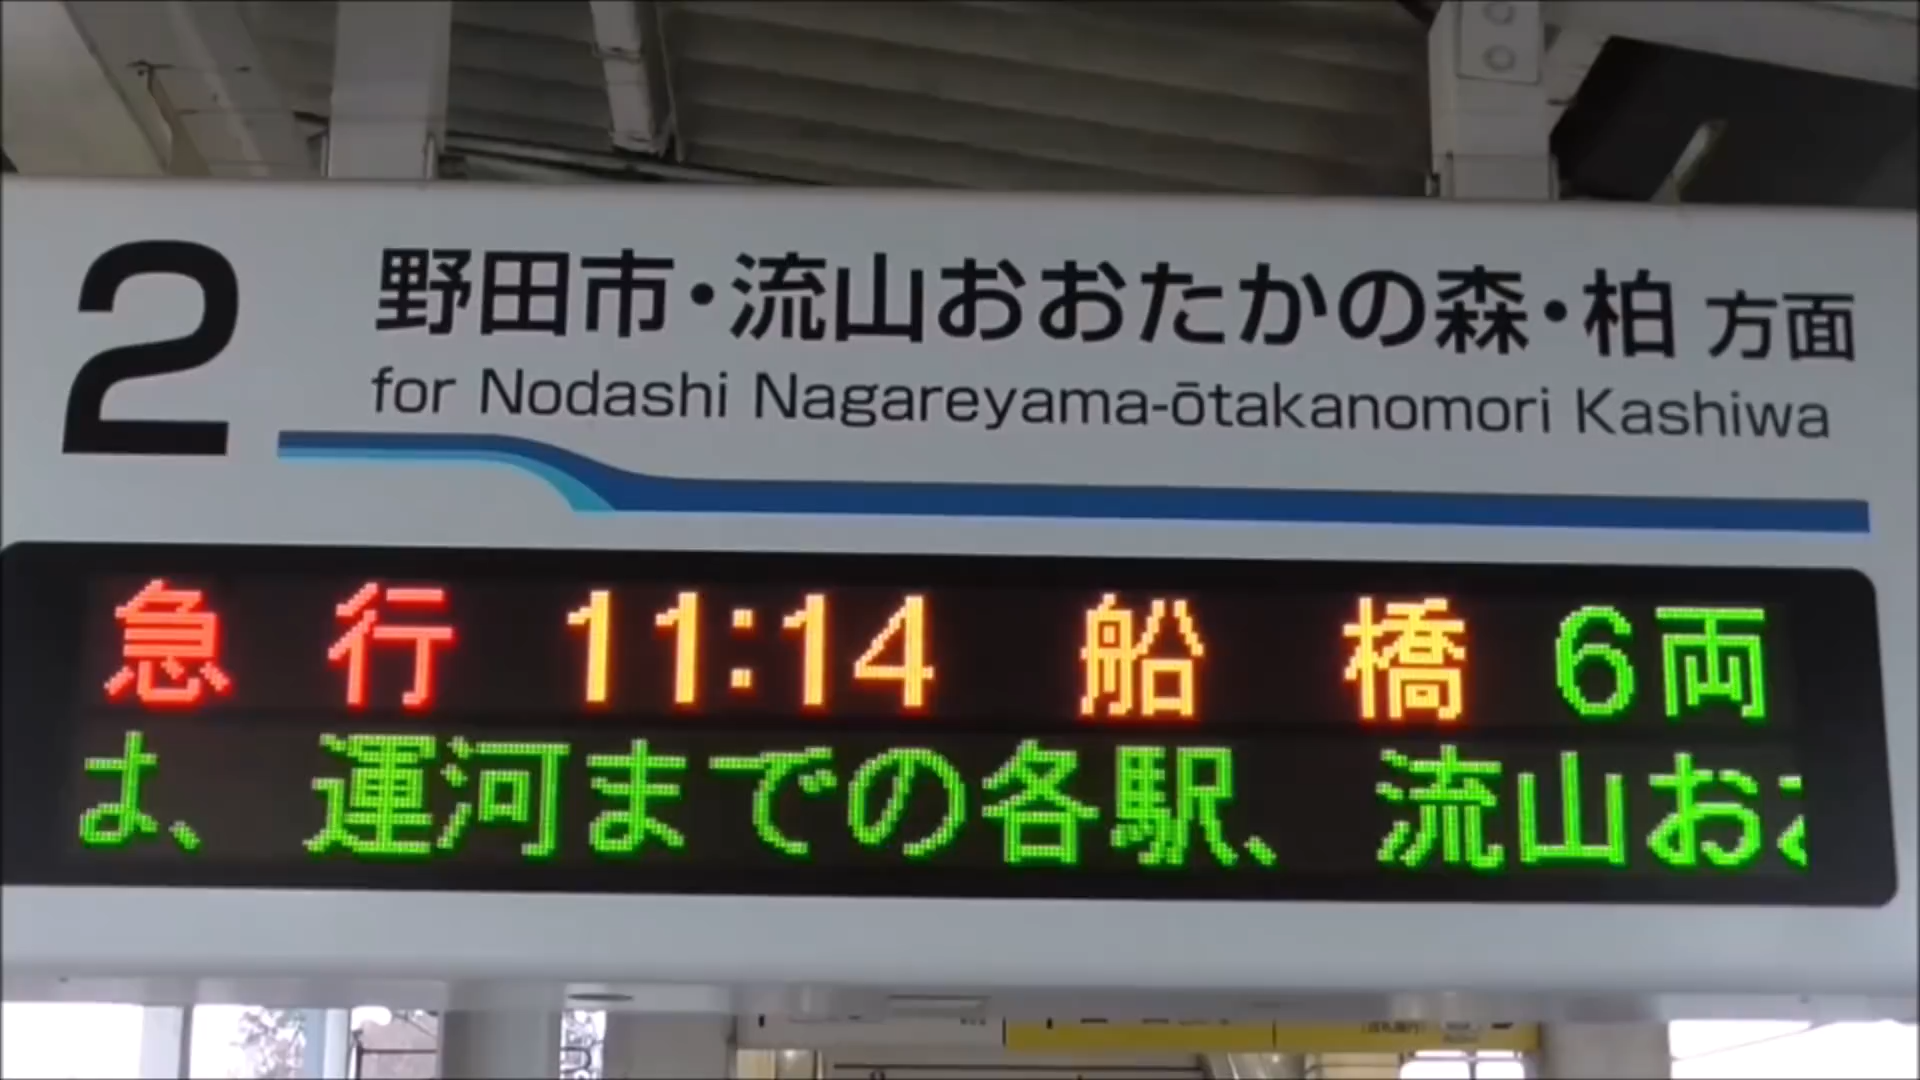 2
野田市・流山おおたかの森・柏 方面
for Nodashi Nagareyama-ōtakanomori Kashiwa
急行 11:14 船橋 6両
は、運河までの各駅、流山お